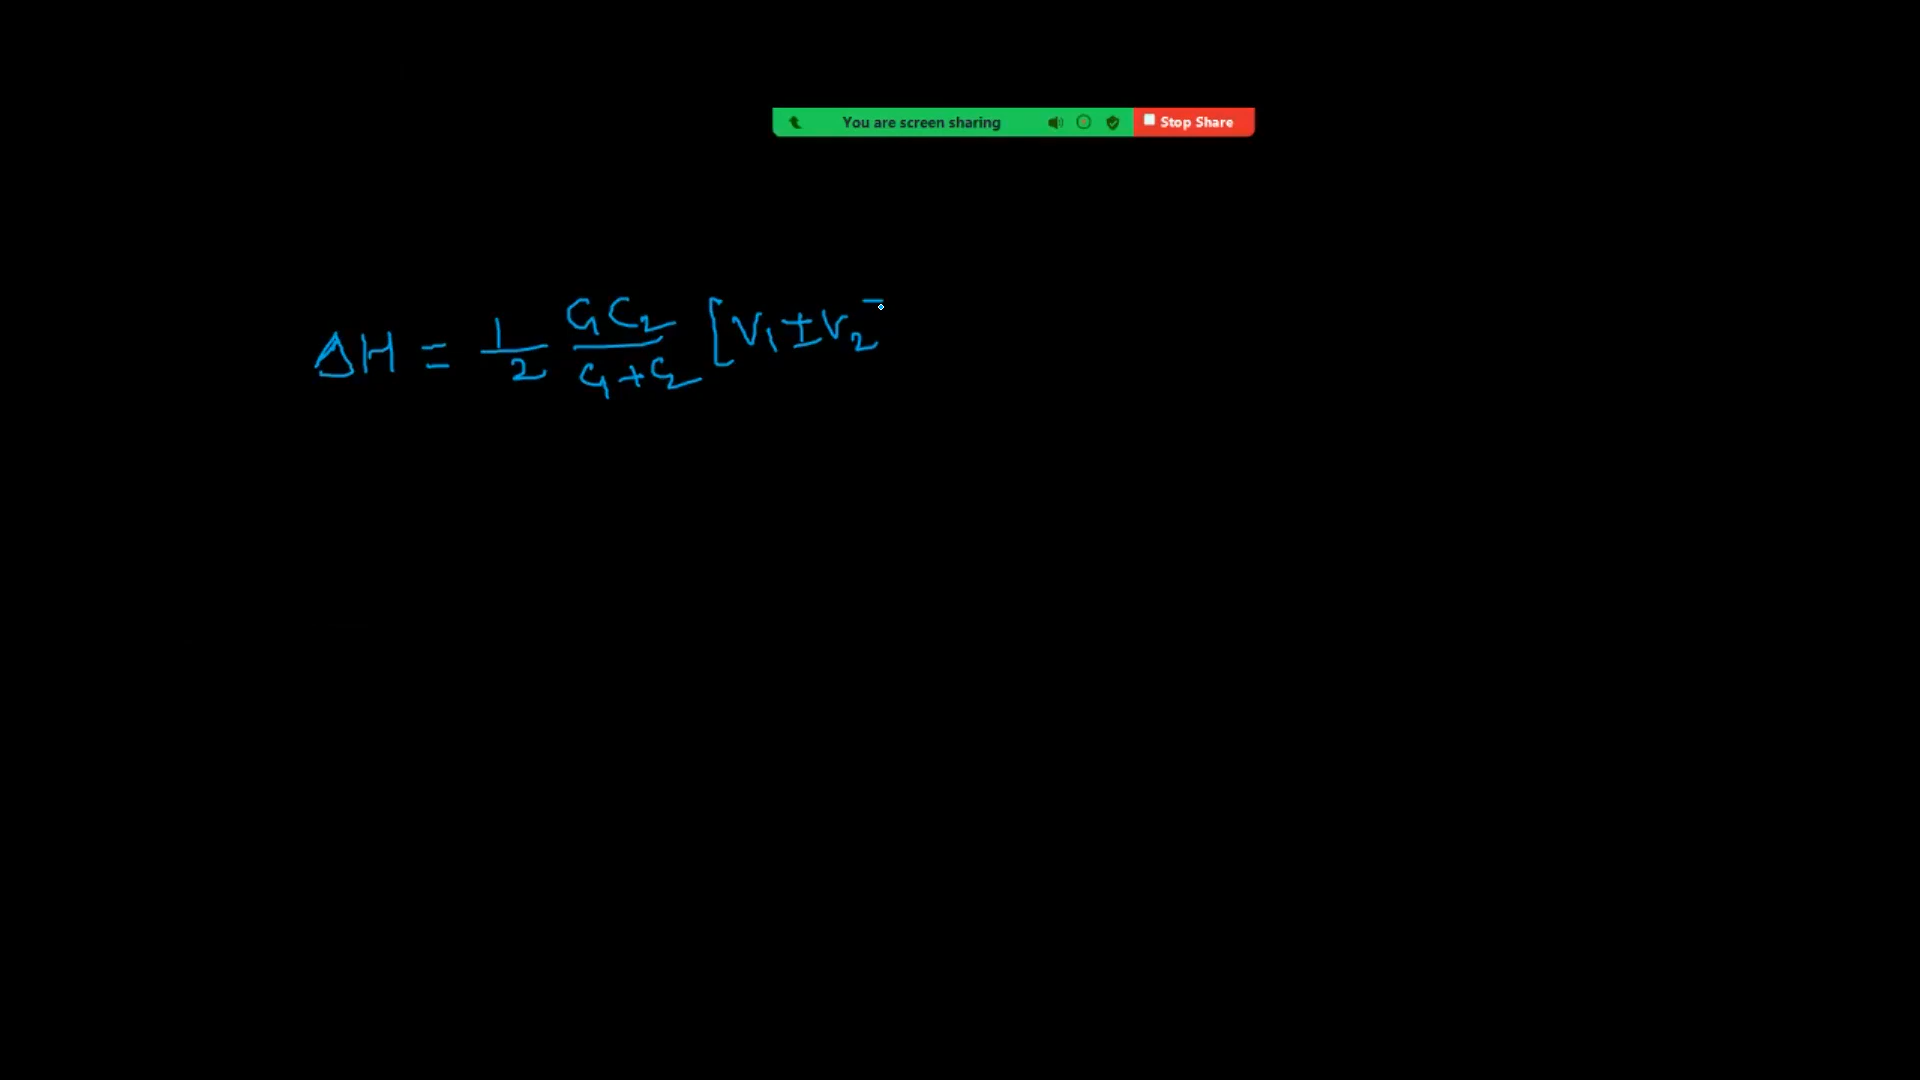 You are screen sharing Stop Share
ΔH = 1/2 C1C2/C1+C2 [V1±V2